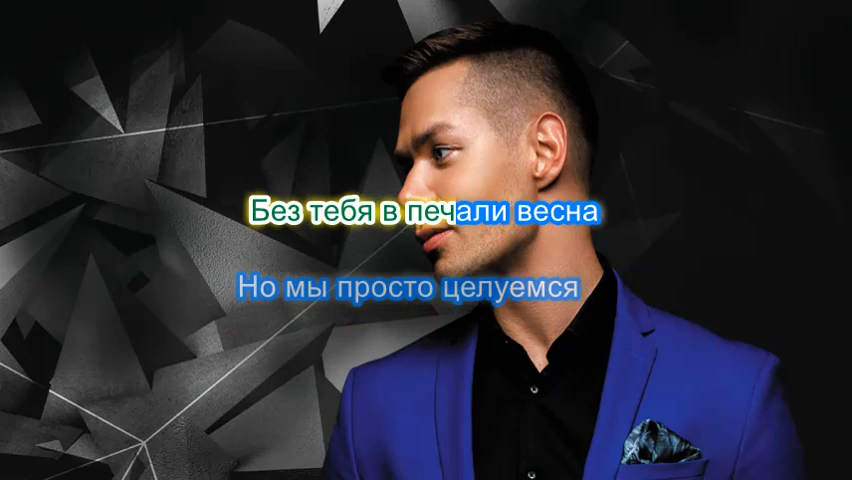 Без тебя в печали весна
Но мы просто целуемся